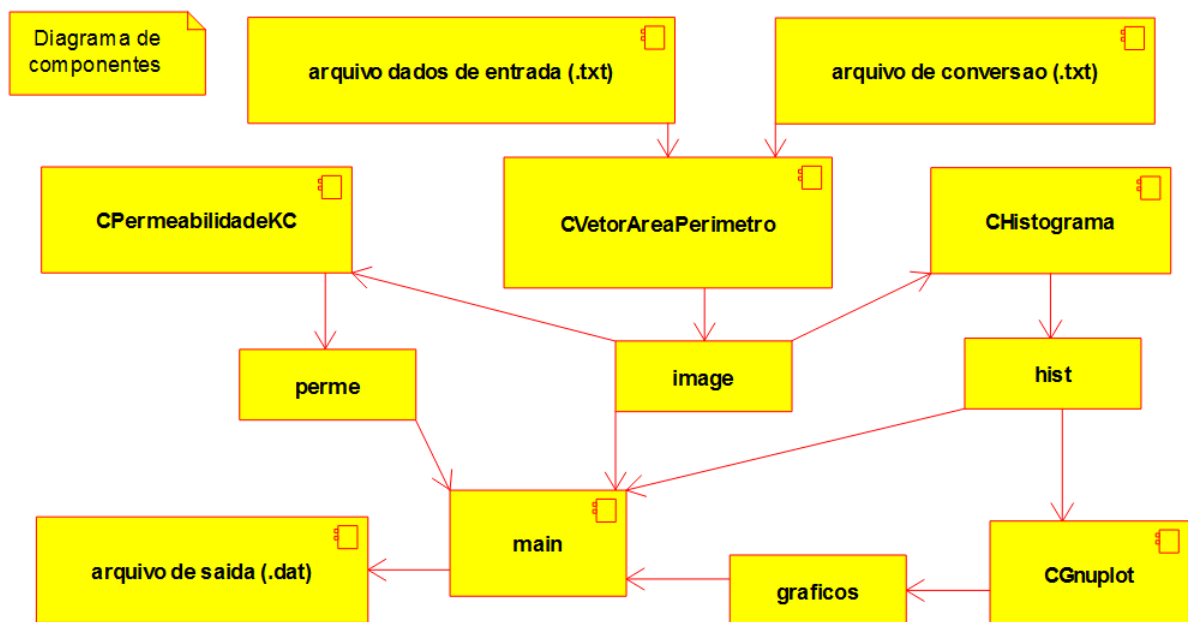 Diagrama de
componentes
arquivo dados de entrada (.txt)
arquivo de conversao (.txt)
CPermeabilidadeKC
CVetorAreaPerimetro
CHistograma
perme
image
hist
main
arquivo de saida (.dat)
graficos
CGnuplot